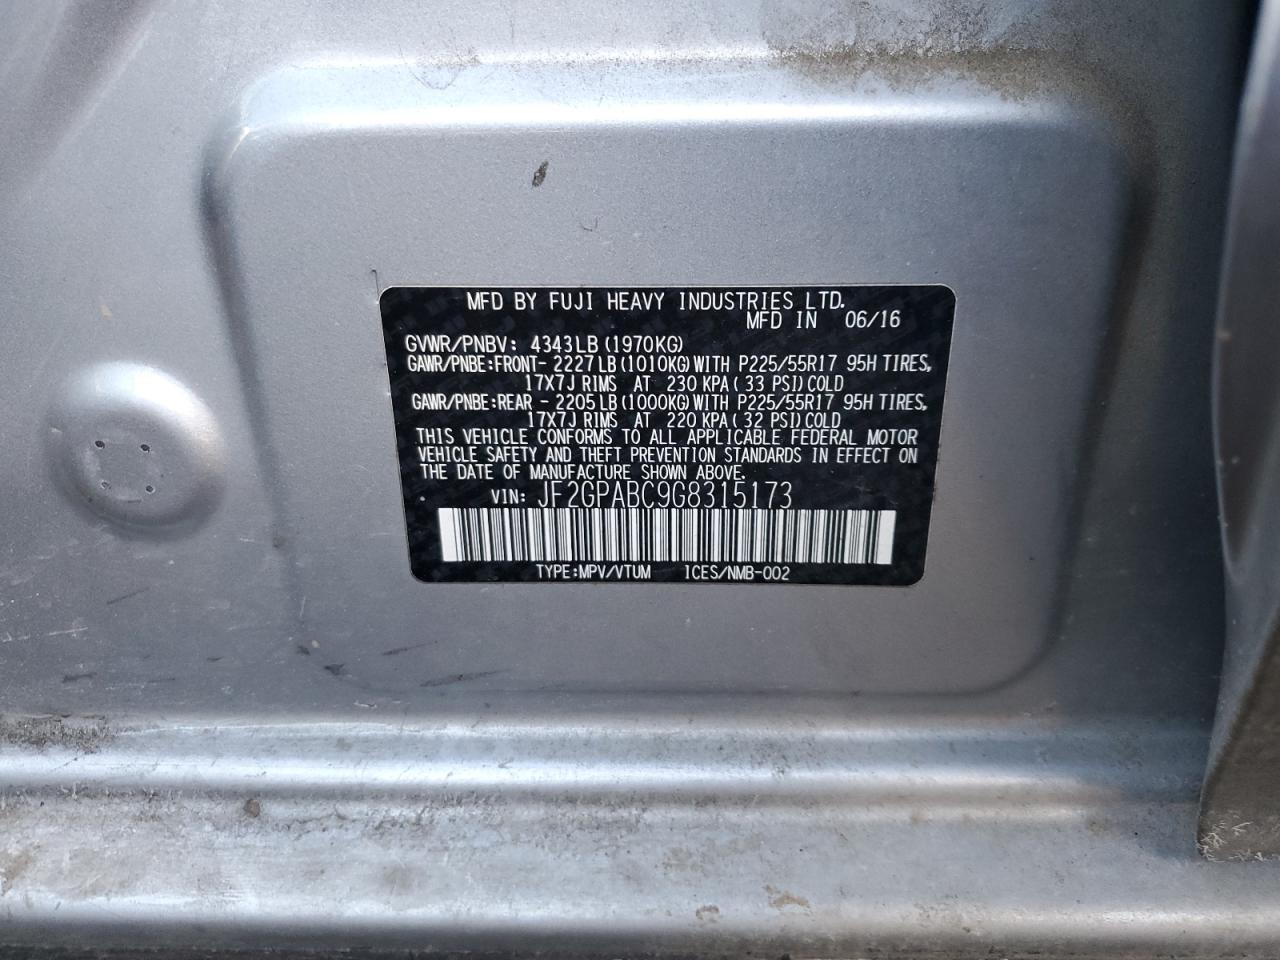 MFD BY FUJI HEAVY INDUSTRIES LTD.
MFD IN 06/16
GVWR/PNBV: 4343LB (1970KG)
GAWR/PNBE:FRONT- 2227LB (1010KG) WITH P225/55R17 95H TIRES,
17X7J RIMS AT 230 KPA ( 33 PSI) COLD
GAWR/PNBE:REAR - 2205LB (1000KG) WITH P225/55R17 95H TIRES,
17X7J RIMS AT 220 KPA ( 32 PSI) COLD
THIS VEHICLE CONFORMS TO ALL APPLICABLE FEDERAL MOTOR
VEHICLE SAFETY AND THEFT PREVENTION STANDARDS IN EFFECT ON
THE DATE OF MANUFACTURE SHOWN ABOVE.
VIN: JF2GPABC9G8315173
TYPE:MPV/VTUM ICES/NMB-002